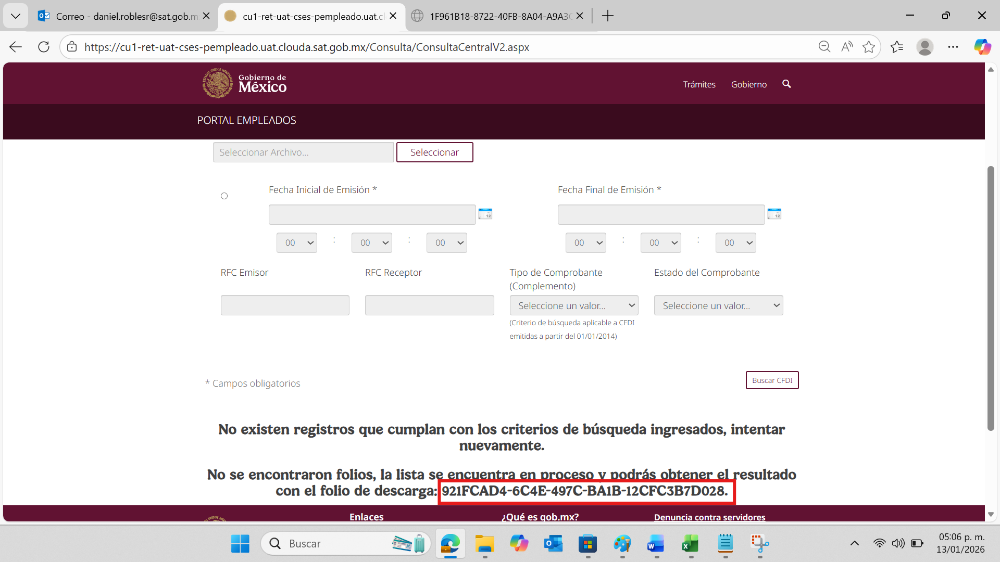 Correo - daniel.roblesr@sat.gob.m
cu1-ret-uat-cses-pempleado.uat.cl
1F961B18-8722-40FB-8A04-A9A3C
https://cu1-ret-uat-cses-pempleado.uat.clouda.sat.gob.mx/Consulta/ConsultaCentralV2.aspx
Gobierno de
México
Trámites
Gobierno
PORTAL EMPLEADOS
Seleccionar Archivo...
Seleccionar
Fecha Inicial de Emisión *
Fecha Final de Emisión *
00 : 00 : 00
00 : 00 : 00
RFC Emisor
RFC Receptor
Tipo de Comprobante
(Complemento)
Estado del Comprobante
Seleccione un valor...
Seleccione un valor...
(Criterio de búsqueda aplicable a CFDI
emitidas a partir del 01/01/2014)
* Campos obligatorios
Buscar CFDI
No existen registros que cumplan con los criterios de búsqueda ingresados, intentar
nuevamente.
No se encontraron folios, la lista se encuentra en proceso y podrás obtener el resultado
con el folio de descarga: 921FCAD4-6C4E-497C-BA1B-12CFC3B7D028.
Enlaces
¿Qué es gob.mx?
Denuncia contra servidores
Buscar
05:06 p. m.
13/01/2026